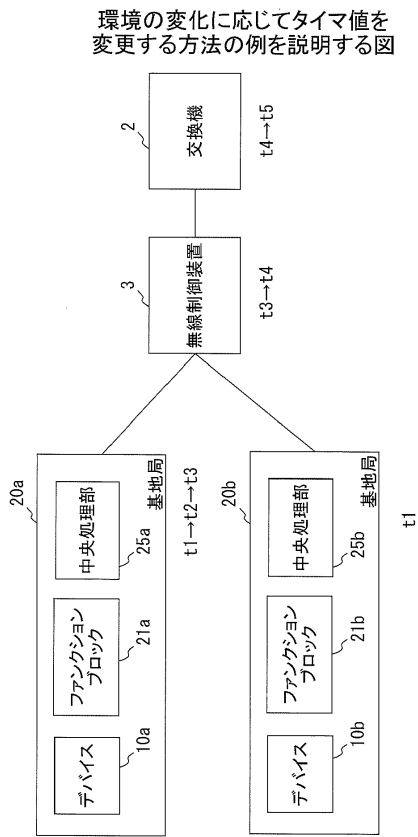 環境の変化に応じてタイマ値を
変更する方法の例を説明する図
2
交換機
t4→t5
3
無線制御装置
t3→t4
20a
基地局
中央処理部
25a
ファンクション
ブロック
21a
デバイス
10a
t1→t2→t3
20b
基地局
中央処理部
25b
ファンクション
ブロック
21b
デバイス
10b
t1